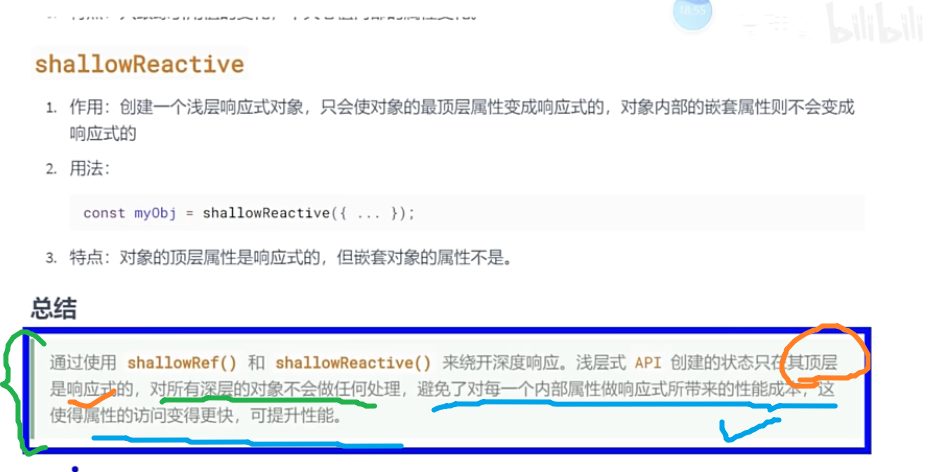 18:55
bilibili
shallowReactive
1. 作用：创建一个浅层响应式对象，只会使对象的最顶层属性变成响应式的，对象内部的嵌套属性则不会变成
响应式的
2. 用法：
const myObj = shallowReactive({ ... });
3. 特点：对象的顶层属性是响应式的，但嵌套对象的属性不是。
总结
通过使用 shallowRef() 和 shallowReactive() 来绕开深度响应。浅层式 API 创建的状态只在其顶层
是响应式的，对所有深层的对象不会做任何处理，避免了对每一个内部属性做响应式所带来的性能成本，这
使得属性的访问变得更快，可提升性能。